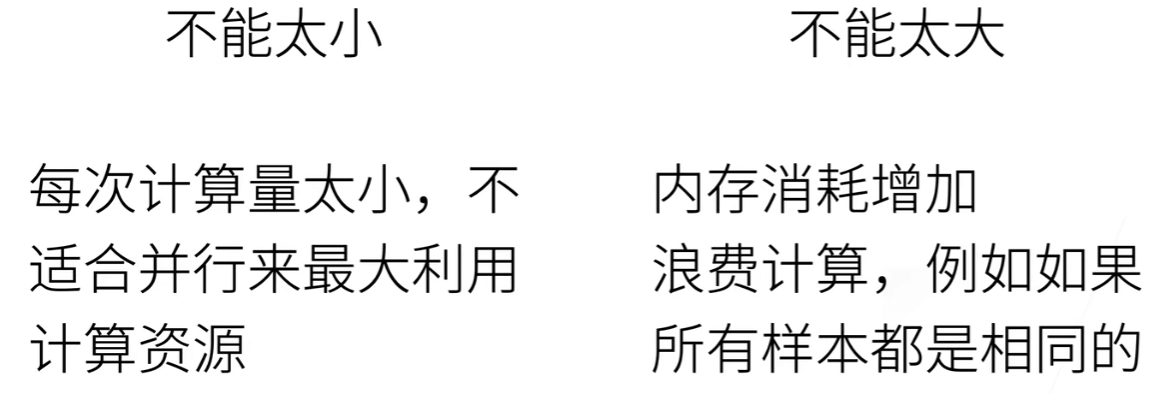 不能太小
每次计算量太小，不
适合并行来最大利用
计算资源
不能太大
内存消耗增加
浪费计算，例如如果
所有样本都是相同的